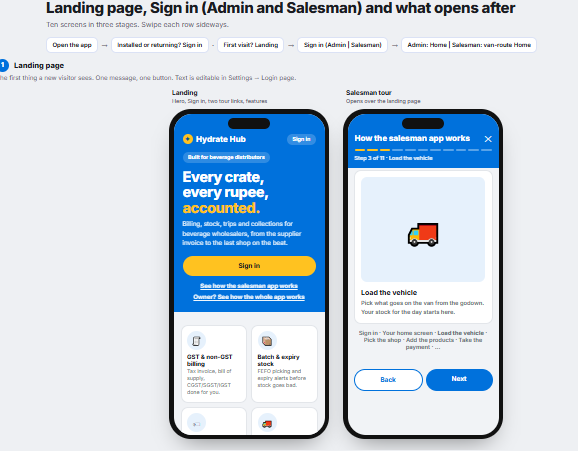 Landing page, Sign in (Admin and Salesman) and what opens after
Ten screens in three stages. Swipe each row sideways.
Open the app → Installed or returning? Sign in · First visit? Landing → Sign in (Admin | Salesman) → Admin: Home | Salesman: van-route Home
1 Landing page
he first thing a new visitor sees. One message, one button. Text is editable in Settings → Login page.
Landing
Hero, Sign in, two tour links, features
Hydrate Hub
Sign in
Built for beverage distributors
Every crate,
every rupee,
accounted.
Billing, stock, trips and collections for
beverage wholesalers, from the supplier
invoice to the last shop on the beat.
Sign in
See how the salesman app works
Owner? See how the whole app works
GST & non-GST
billing
Tax invoice, bill of
supply,
CGST/SGST/IGST
done for you.
Batch & expiry
stock
FEFO picking and
expiry alerts before
stock goes bad.
Salesman tour
Opens over the landing page
How the salesman app works ✕
Step 3 of 11 · Load the vehicle
Load the vehicle
Pick what goes on the van from the godown.
Your stock for the day starts here.
Sign in · Your home screen · Load the vehicle ·
Pick the shop · Add the products · Take the
payment · ...
Back
Next